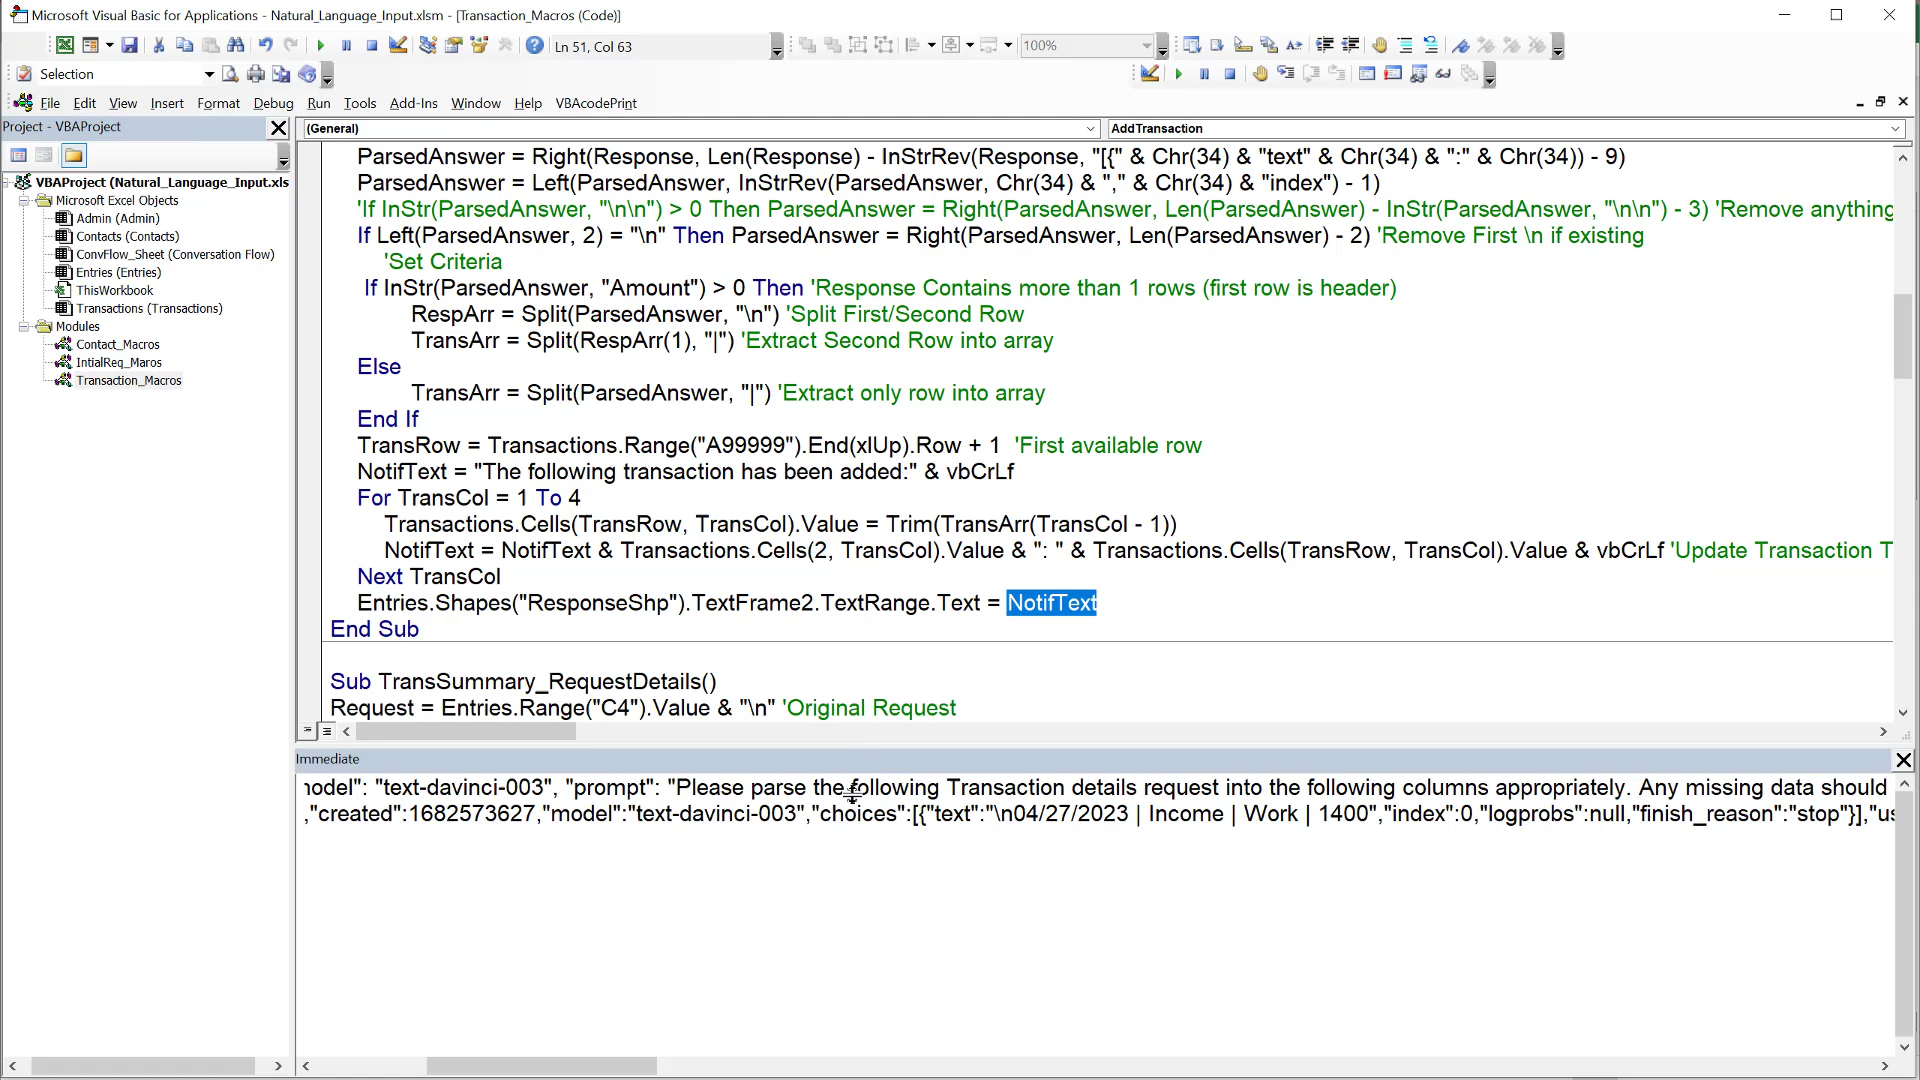 Microsoft Visual Basic for Applications - Natural_Language_Input.xlsm - [Transaction_Macros (Code)]
Ln 51, Col 63
100%
Selection
File Edit View Insert Format Debug Run Tools Add-Ins Window Help VBAcodePrint
Project - VBAProject
VBAProject (Natural_Language_Input.xls
Microsoft Excel Objects
Admin (Admin)
Contacts (Contacts)
ConvFlow_Sheet (Conversation Flow)
Entries (Entries)
ThisWorkbook
Transactions (Transactions)
Modules
Contact_Macros
IntialReq_Maros
Transaction_Macros
(General)
AddTransaction
ParsedAnswer = Right(Response, Len(Response) - InStrRev(Response, "[{" & Chr(34) & "text" & Chr(34) & ":" & Chr(34)) - 9)
ParsedAnswer = Left(ParsedAnswer, InStrRev(ParsedAnswer, Chr(34) & "," & Chr(34) & "index") - 1)
'If InStr(ParsedAnswer, "\n\n") > 0 Then ParsedAnswer = Right(ParsedAnswer, Len(ParsedAnswer) - InStr(ParsedAnswer, "\n\n") - 3) 'Remove anything
If Left(ParsedAnswer, 2) = "\n" Then ParsedAnswer = Right(ParsedAnswer, Len(ParsedAnswer) - 2) 'Remove First \n if existing
'Set Criteria
If InStr(ParsedAnswer, "Amount") > 0 Then 'Response Contains more than 1 rows (first row is header)
RespArr = Split(ParsedAnswer, "\n") 'Split First/Second Row
TransArr = Split(RespArr(1), "|") 'Extract Second Row into array
Else
TransArr = Split(ParsedAnswer, "|") 'Extract only row into array
End If
TransRow = Transactions.Range("A99999").End(xlUp).Row + 1 'First available row
NotifText = "The following transaction has been added:" & vbCrLf
For TransCol = 1 To 4
Transactions.Cells(TransRow, TransCol).Value = Trim(TransArr(TransCol - 1))
NotifText = NotifText & Transactions.Cells(2, TransCol).Value & ": " & Transactions.Cells(TransRow, TransCol).Value & vbCrLf 'Update Transaction T
Next TransCol
Entries.Shapes("ResponseShp").TextFrame2.TextRange.Text = NotifText
End Sub
Sub TransSummary_RequestDetails()
Request = Entries.Range("C4").Value & "\n" 'Original Request
Immediate
nodel": "text-davinci-003", "prompt": "Please parse the following Transaction details request into the following columns appropriately. Any missing data should
,"created":1682573627,"model":"text-davinci-003","choices":[{"text":"\n04/27/2023 | Income | Work | 1400","index":0,"logprobs":null,"finish_reason":"stop"}],"us